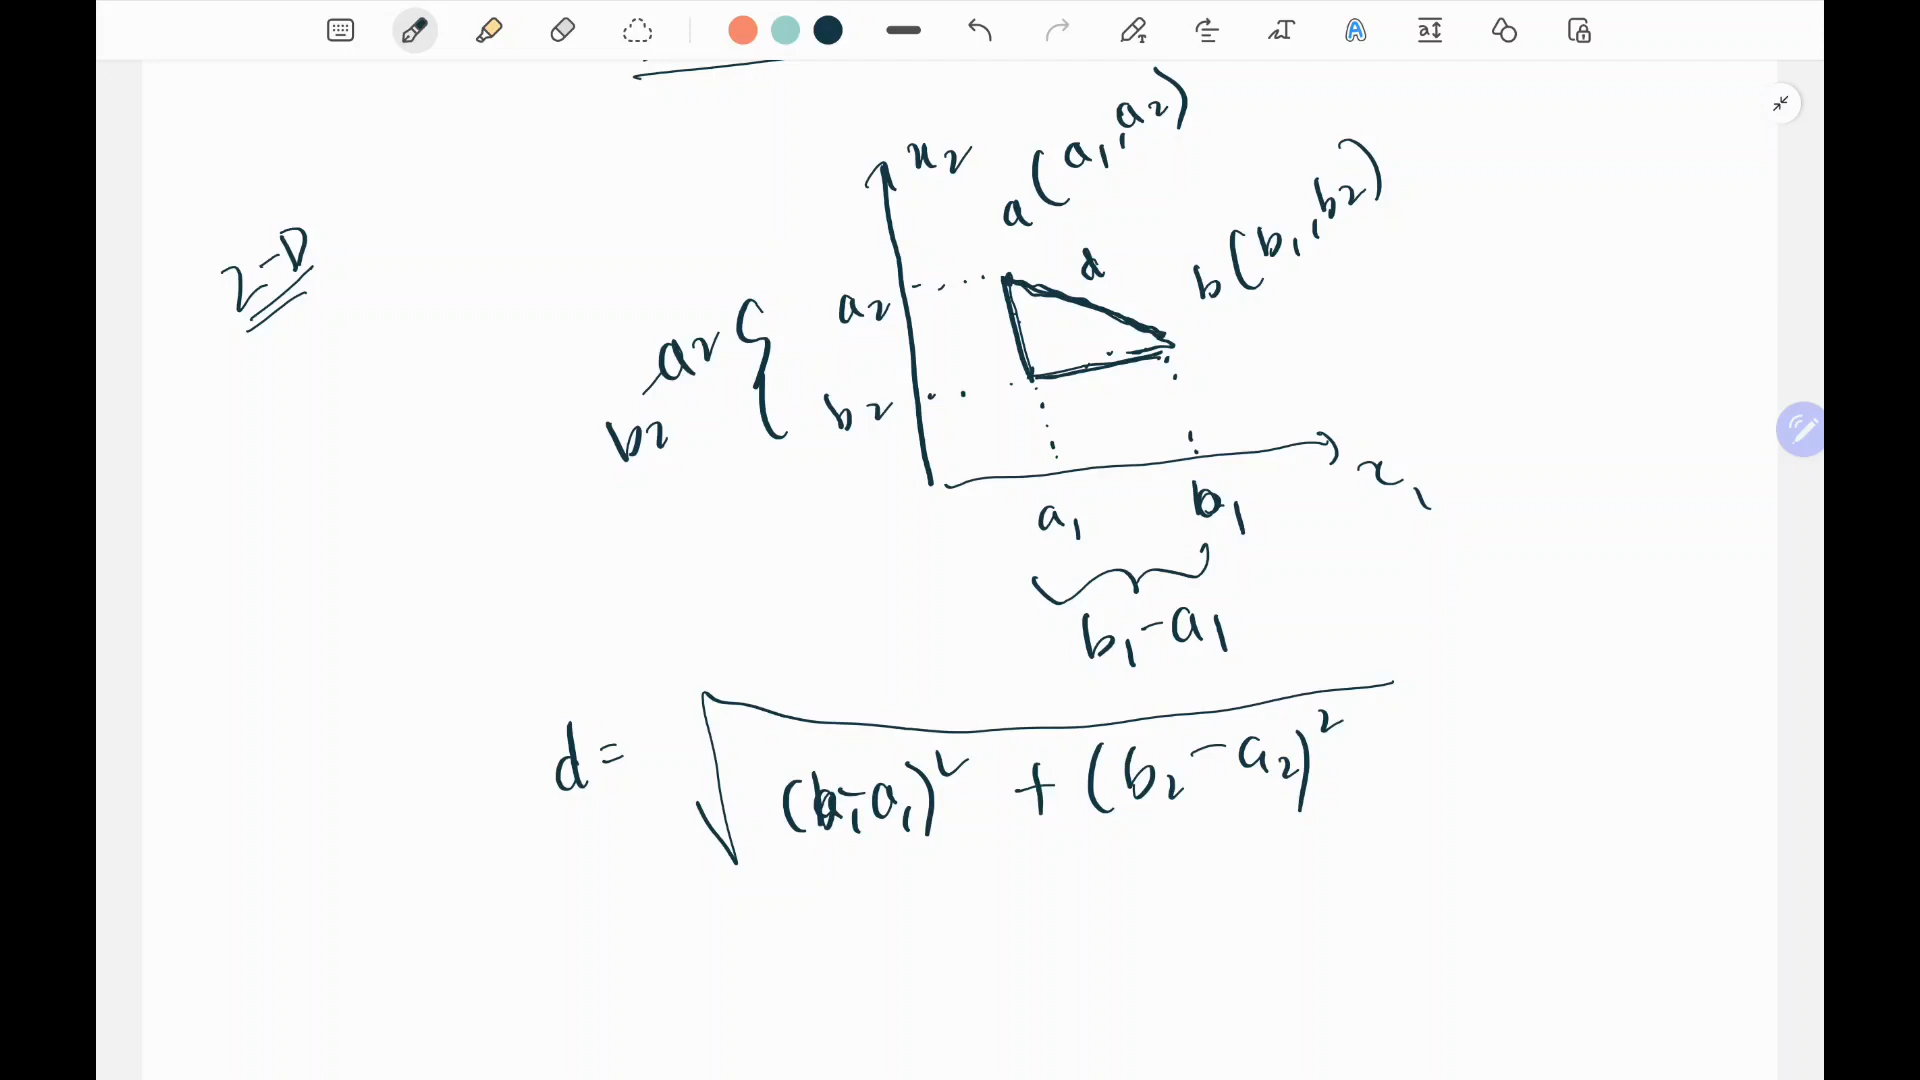 x2
a(a1,a2)
2-D
b(b1,b2)
d
a2
a2
b2
b2
x1
a1 b1
b1-a1
d= √(b1-a1)² + (b2-a2)²